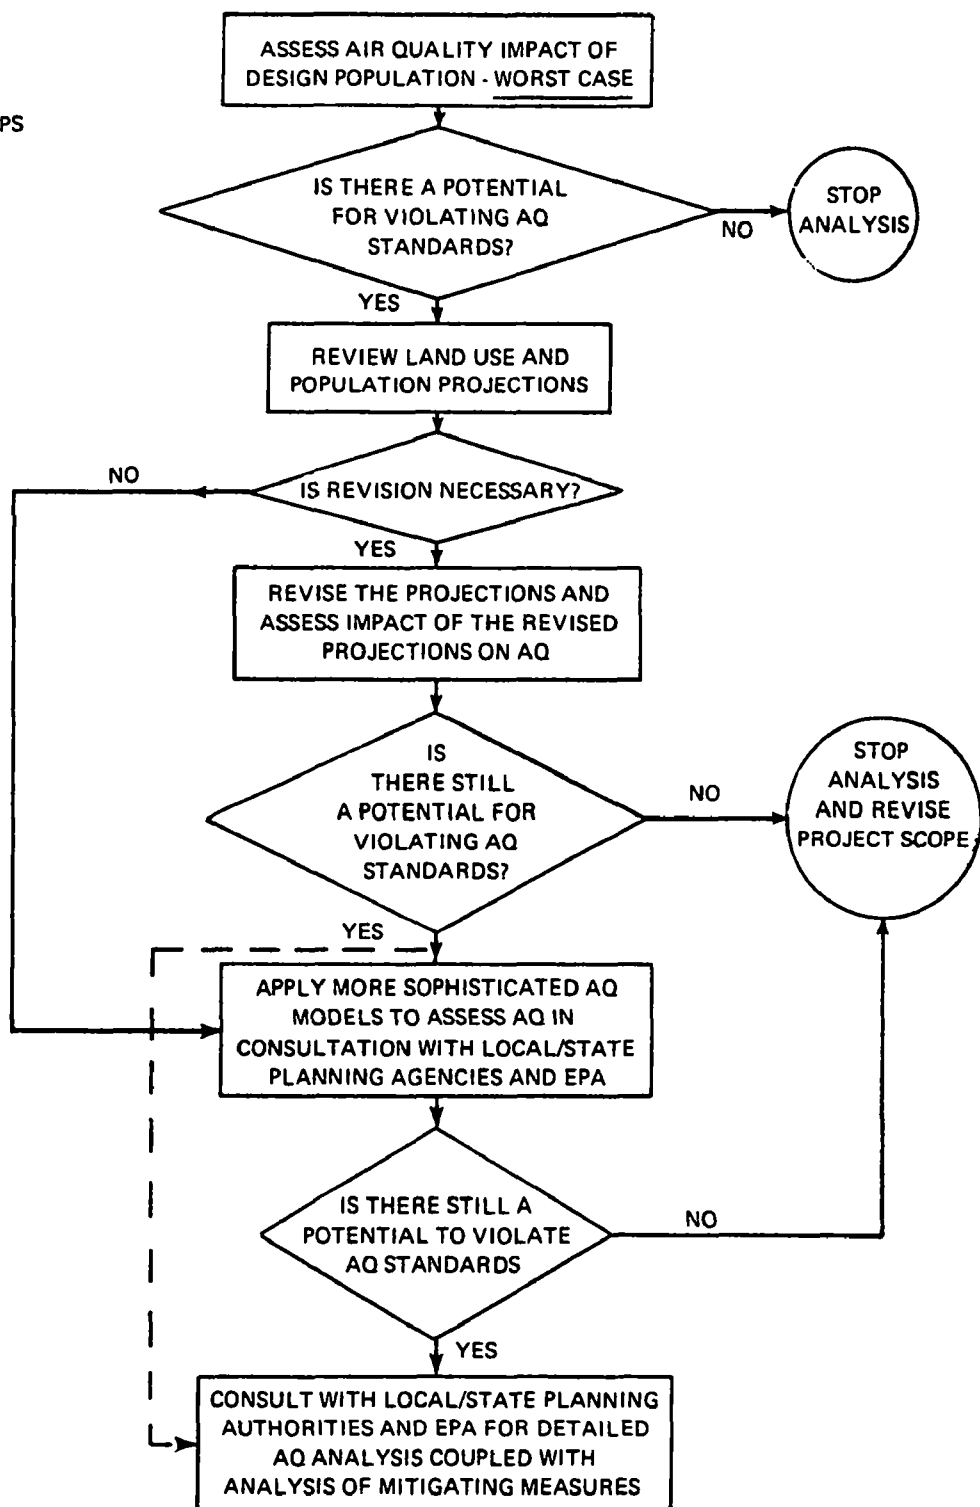 ASSESS AIR QUALITY IMPACT OF
DESIGN POPULATION - WORST CASE
PS
IS THERE A POTENTIAL
FOR VIOLATING AQ
STANDARDS?
NO
STOP
ANALYSIS
YES
REVIEW LAND USE AND
POPULATION PROJECTIONS
NO
IS REVISION NECESSARY?
YES
REVISE THE PROJECTIONS AND
ASSESS IMPACT OF THE REVISED
PROJECTIONS ON AQ
IS
THERE STILL
A POTENTIAL FOR
VIOLATING AQ
STANDARDS?
NO
STOP
ANALYSIS
AND REVISE
PROJECT SCOPE
YES
APPLY MORE SOPHISTICATED AQ
MODELS TO ASSESS AQ IN
CONSULTATION WITH LOCAL/STATE
PLANNING AGENCIES AND EPA
IS THERE STILL A
POTENTIAL TO VIOLATE
AQ STANDARDS
NO
YES
CONSULT WITH LOCAL/STATE PLANNING
AUTHORITIES AND EPA FOR DETAILED
AQ ANALYSIS COUPLED WITH
ANALYSIS OF MITIGATING MEASURES